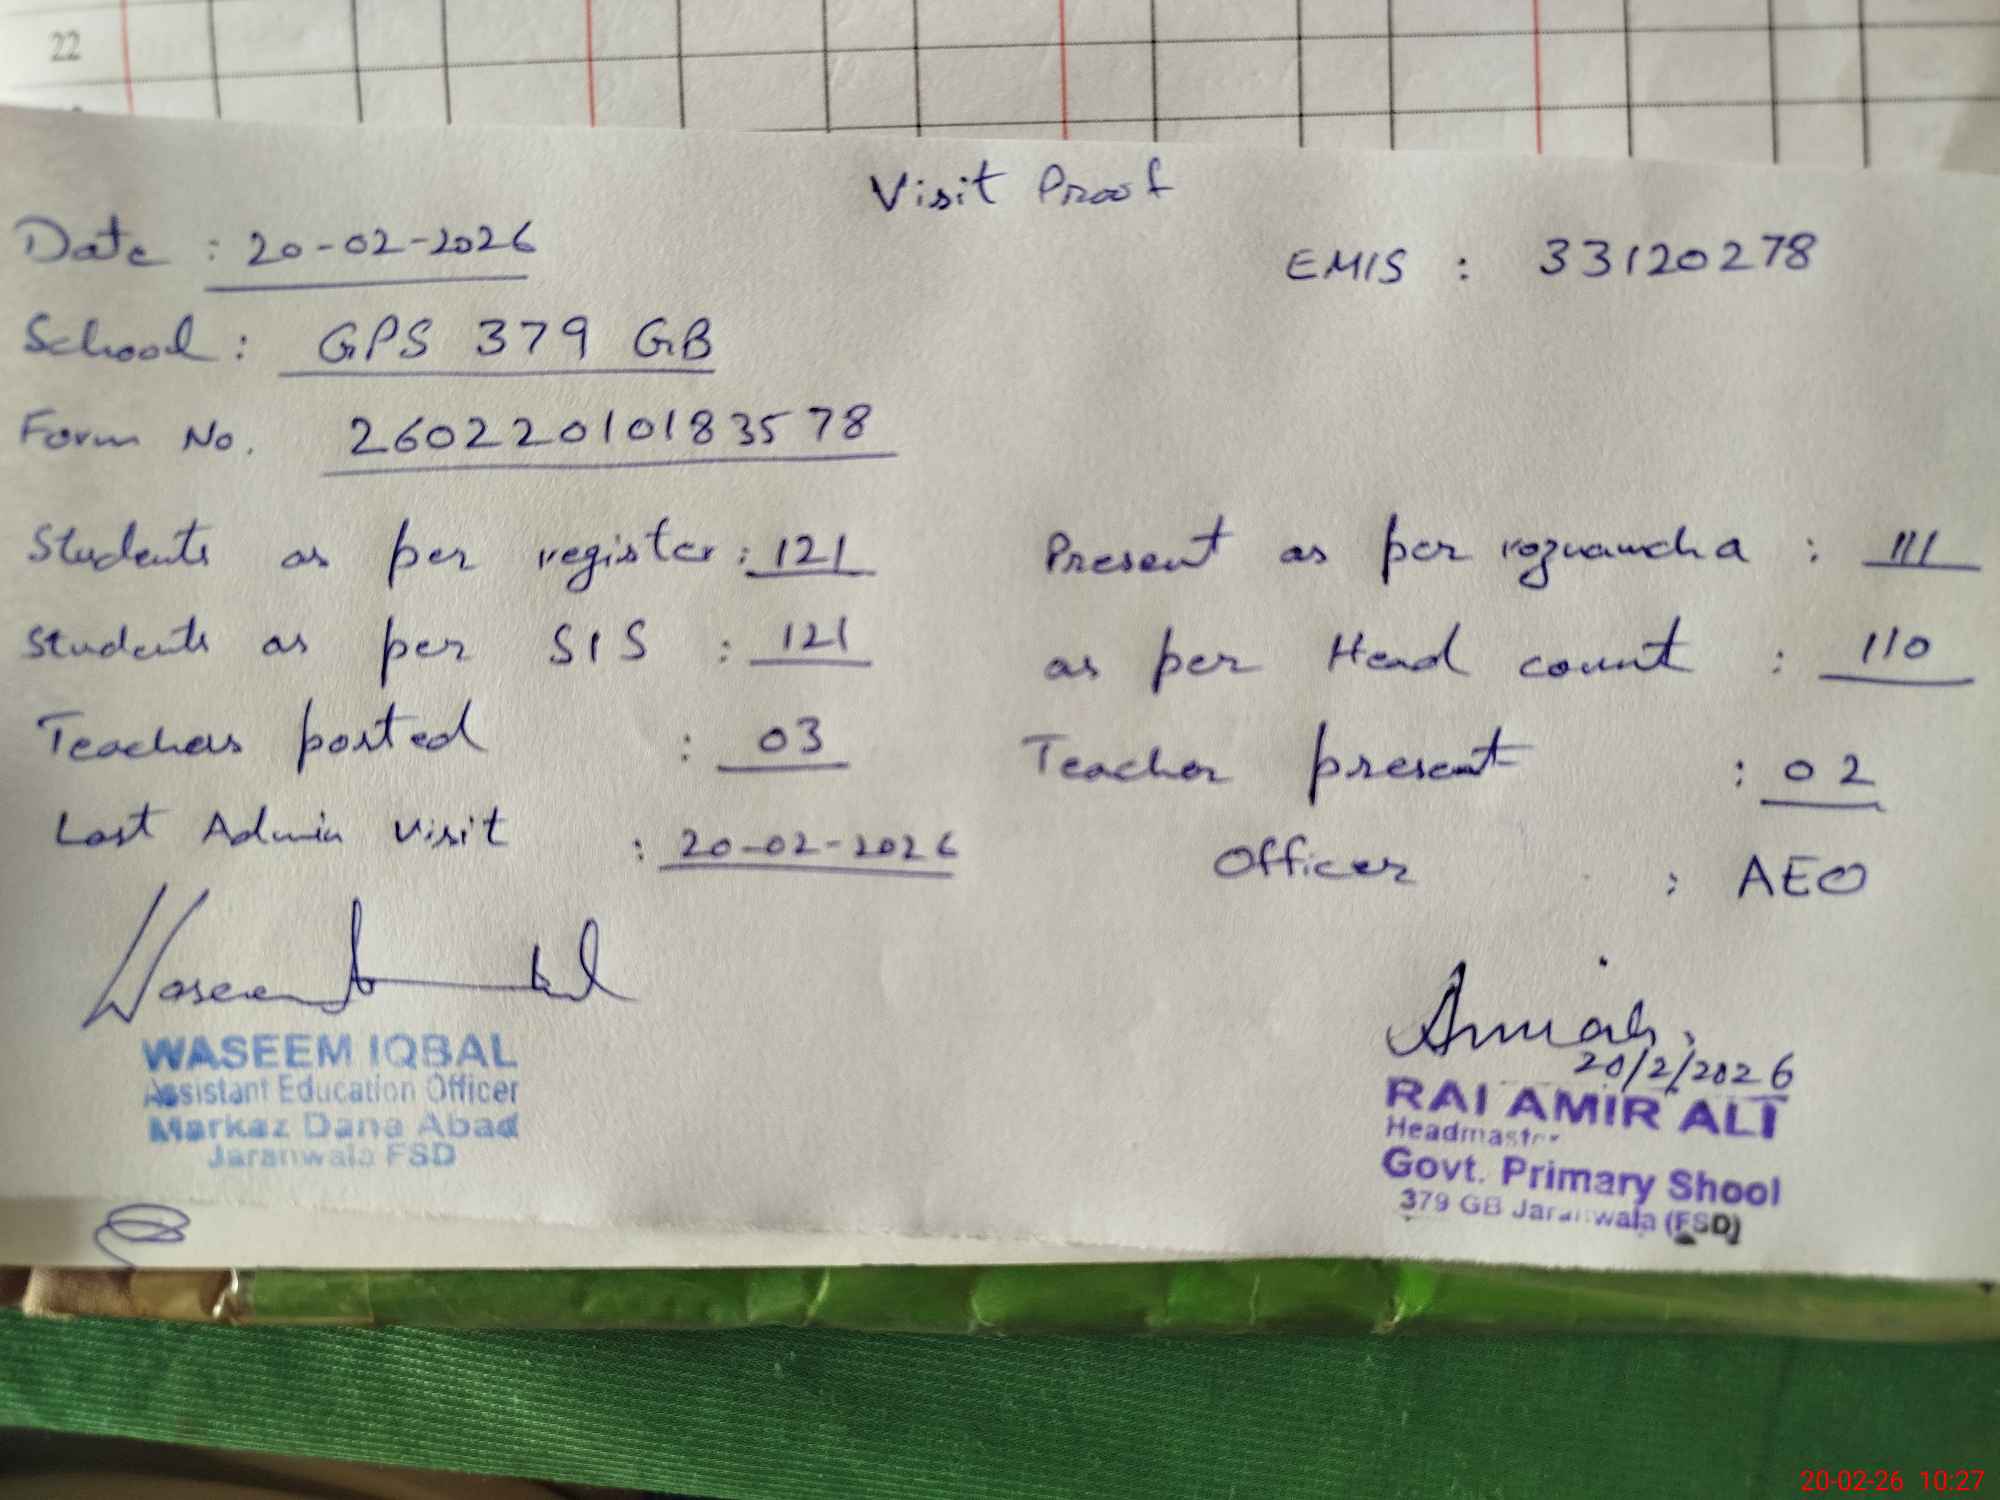 22
Visit Proof
Date : 20-02-2026
EMIS : 33120278
School : GPS 379 GB
Form No. 26022010183578
Students as per register : 121
Present as per roznamcha : 111
Students as per SIS : 121
as per Head count : 110
Teachers posted : 03
Teacher present : 02
Last Admin visit : 20-02-2026
Officer : AEO
Waseem Iqbal
WASEEM IQBAL
Assistant Education Officer
Markaz Dana Abad
Jaranwala FSD
20/2/2026
RAI AMIR ALI
Headmaster
Govt. Primary Shool
379 GB Jaranwala (FSD)
20-02-26 10:27